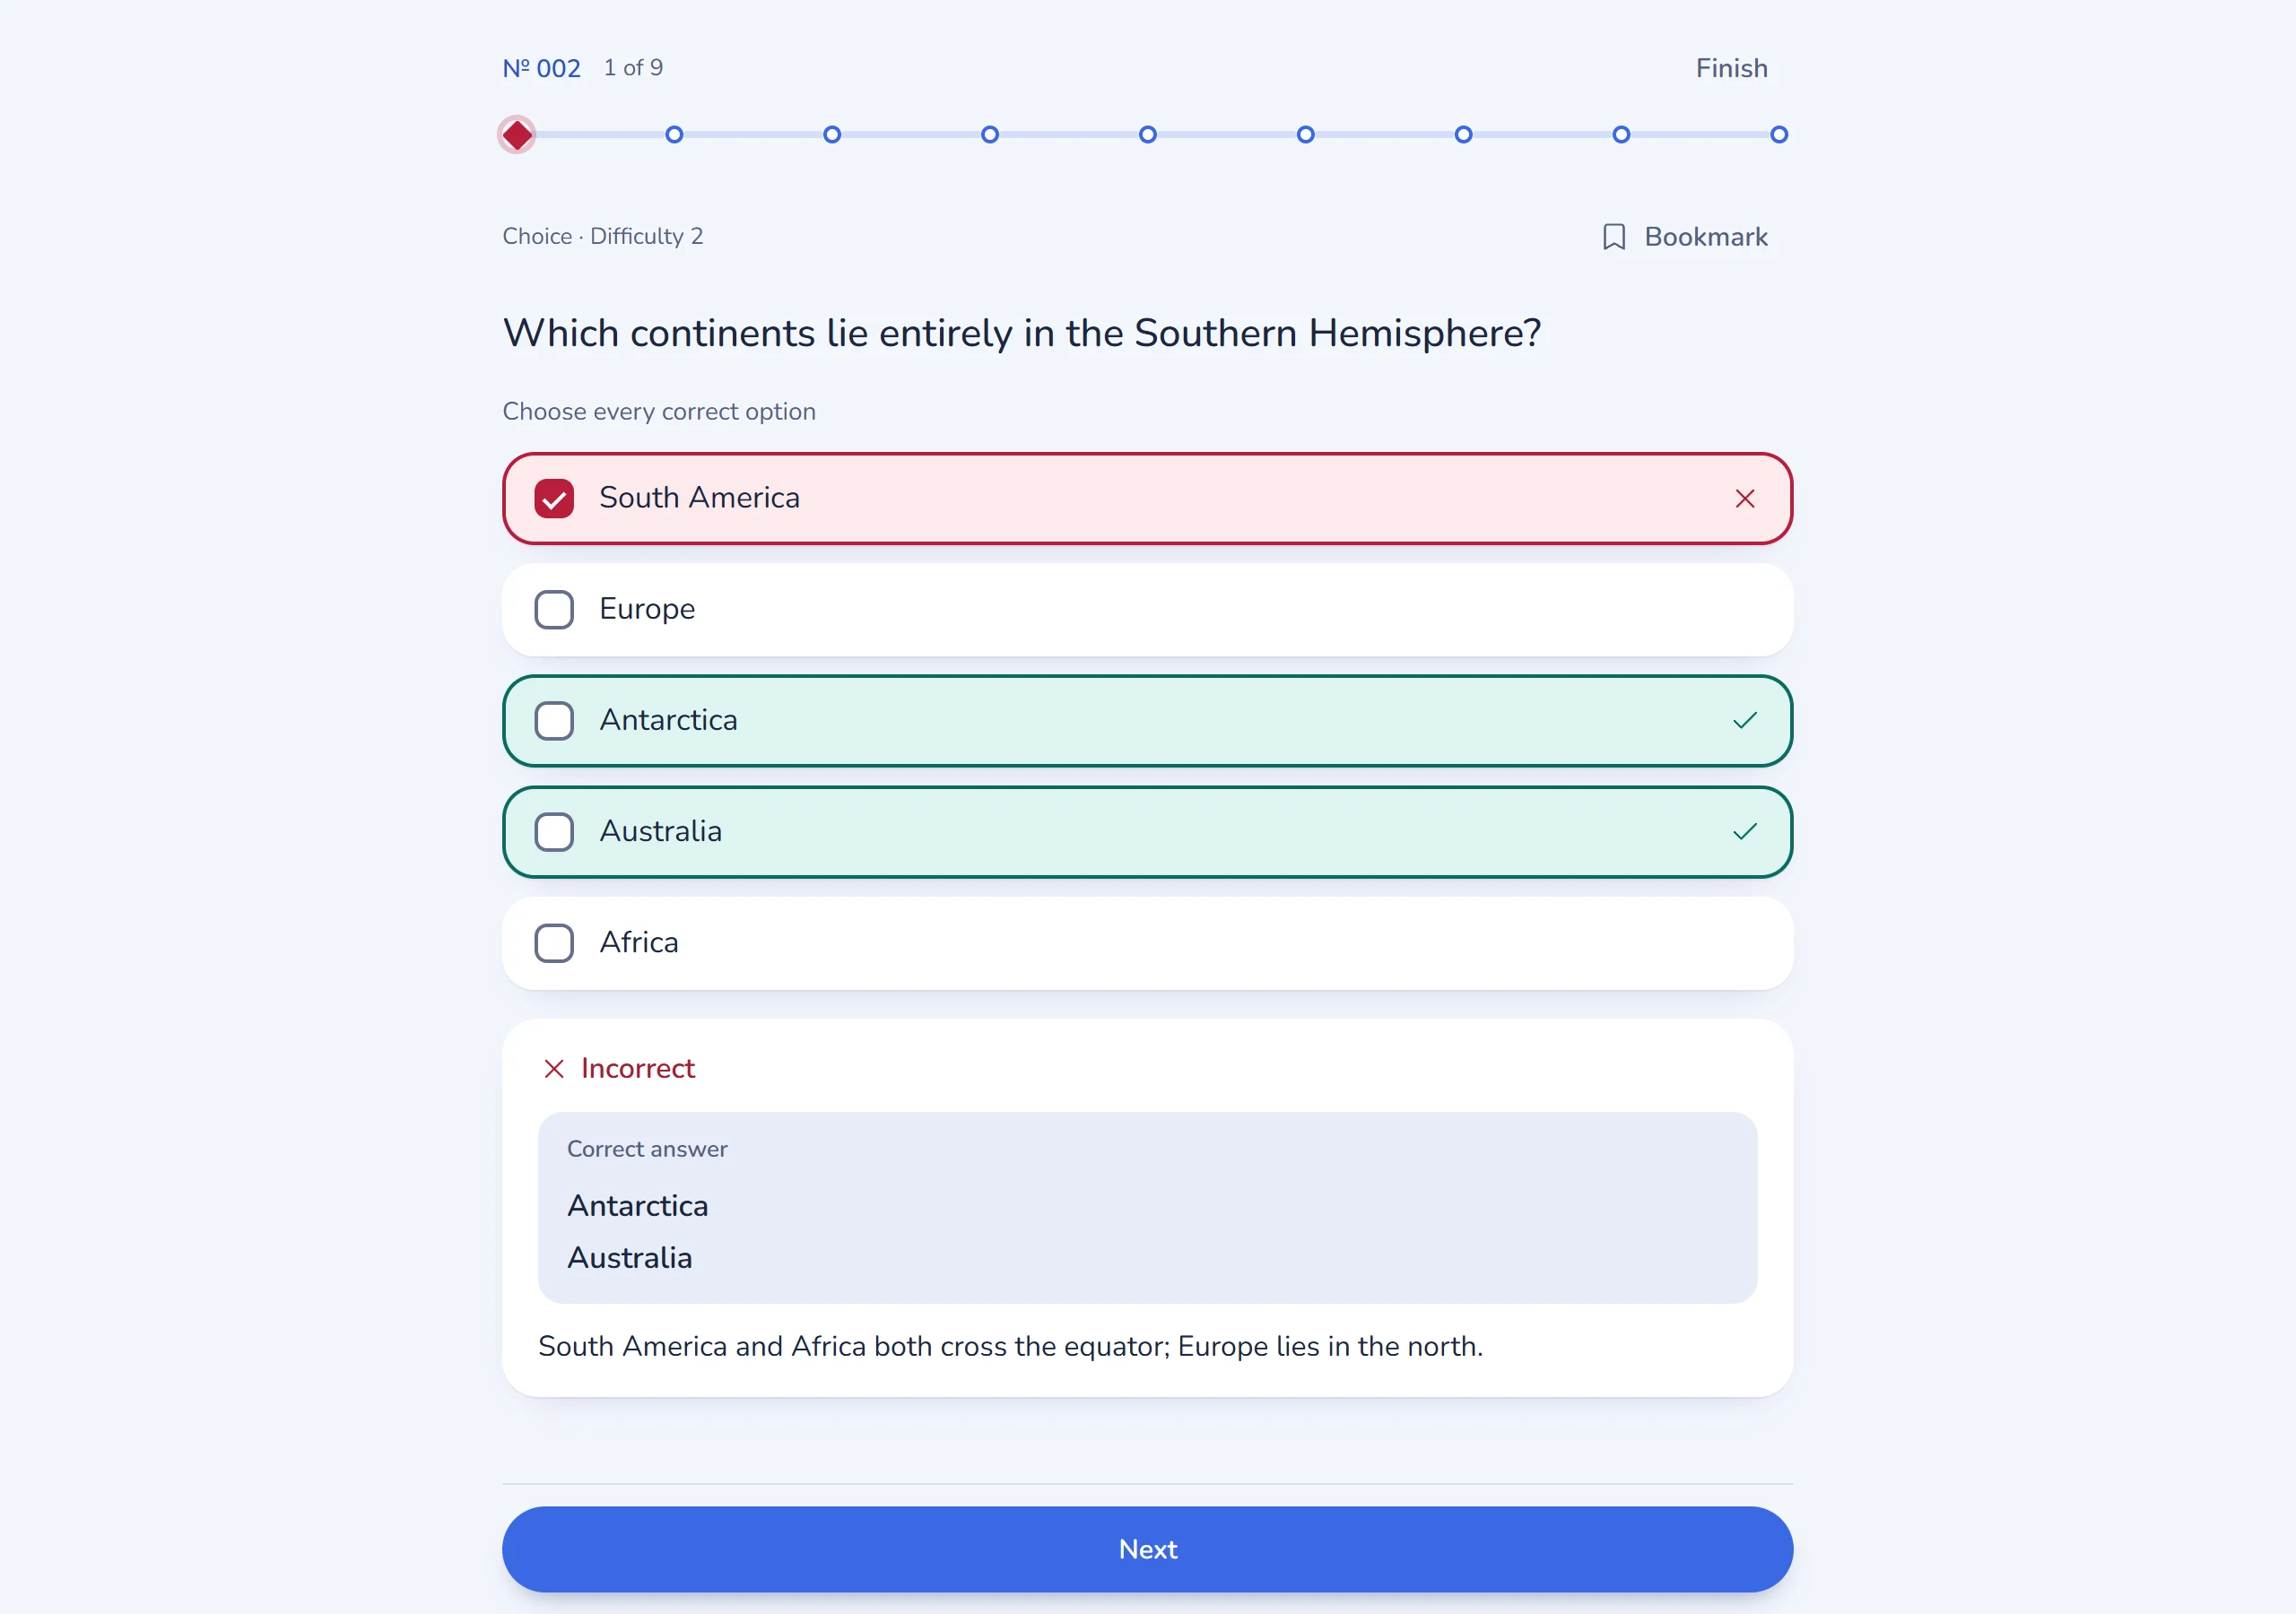 № 002 1 of 9 Finish
Choice · Difficulty 2 Bookmark
Which continents lie entirely in the Southern Hemisphere?
Choose every correct option
South America
Europe
Antarctica
Australia
Africa
Incorrect
Correct answer
Antarctica
Australia
South America and Africa both cross the equator; Europe lies in the north.
Next